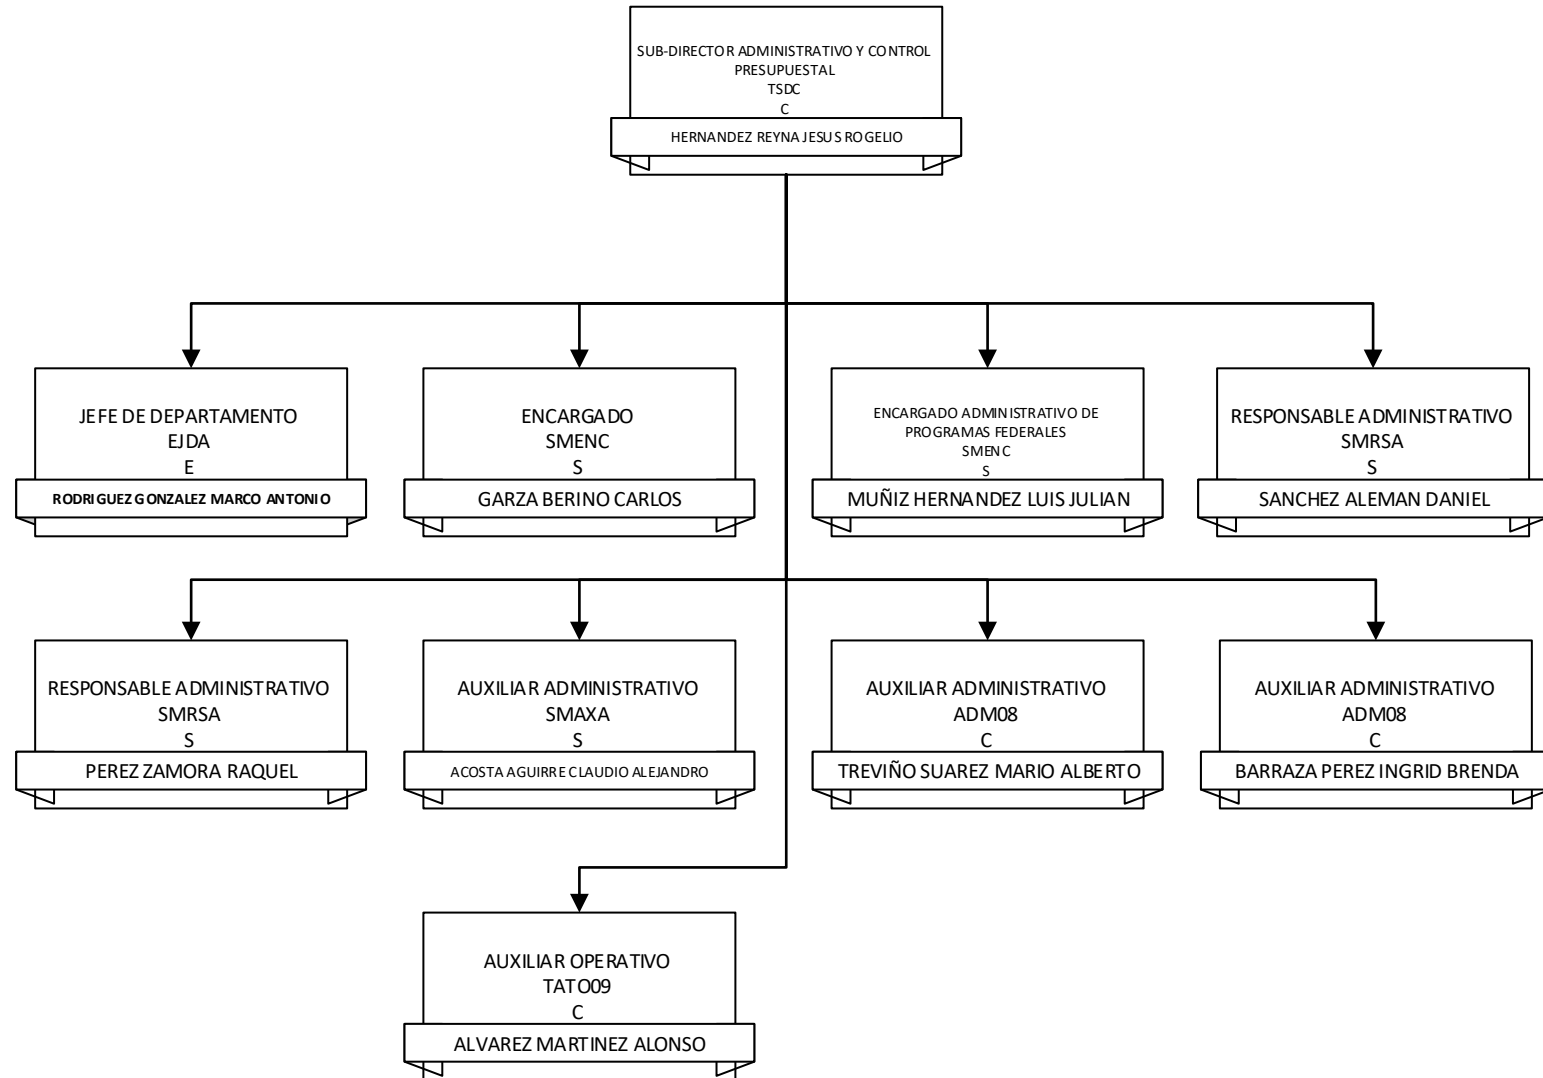 SUB-DIRECTOR ADMINISTRATIVO Y CONTROL
PRESUPUESTAL
TSDC
C
HERNANDEZ REYNA JESUS ROGELIO
JEFE DE DEPARTAMENTO
EJDA
E
RODRIGUEZ GONZALEZ MARCO ANTONIO
ENCARGADO
SMENC
S
GARZA BERINO CARLOS
ENCARGADO ADMINISTRATIVO DE
PROGRAMAS FEDERALES
SMENC
S
MUÑIZ HERNANDEZ LUIS JULIAN
RESPONSABLE ADMINISTRATIVO
SMRSA
S
SANCHEZ ALEMAN DANIEL
RESPONSABLE ADMINISTRATIVO
SMRSA
S
PEREZ ZAMORA RAQUEL
AUXILIAR ADMINISTRATIVO
SMAXA
S
ACOSTA AGUIRRE CLAUDIO ALEJANDRO
AUXILIAR ADMINISTRATIVO
ADM08
C
TREVIÑO SUAREZ MARIO ALBERTO
AUXILIAR ADMINISTRATIVO
ADM08
C
BARRAZA PEREZ INGRID BRENDA
AUXILIAR OPERATIVO
TATO09
C
ALVAREZ MARTINEZ ALONSO